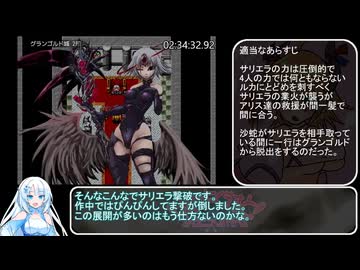 グランゴルド城 2階
02:34:32.92
適当なあらすじ
サリエラの力は圧倒的で
4人の力では何ともならない
ルカにとどめを刺すべく
サリエラの業火が襲うが
アリス達の救援が間一髪で
間に合う。
沙蛇がサリエラを相手取って
いる間に一行はグランゴルド
から脱出をするのだった。
そんなこんなでサリエラ撃破です。
作中ではぴんぴんしてますが倒しました。
この展開が多いのはもう仕方ないのかな。